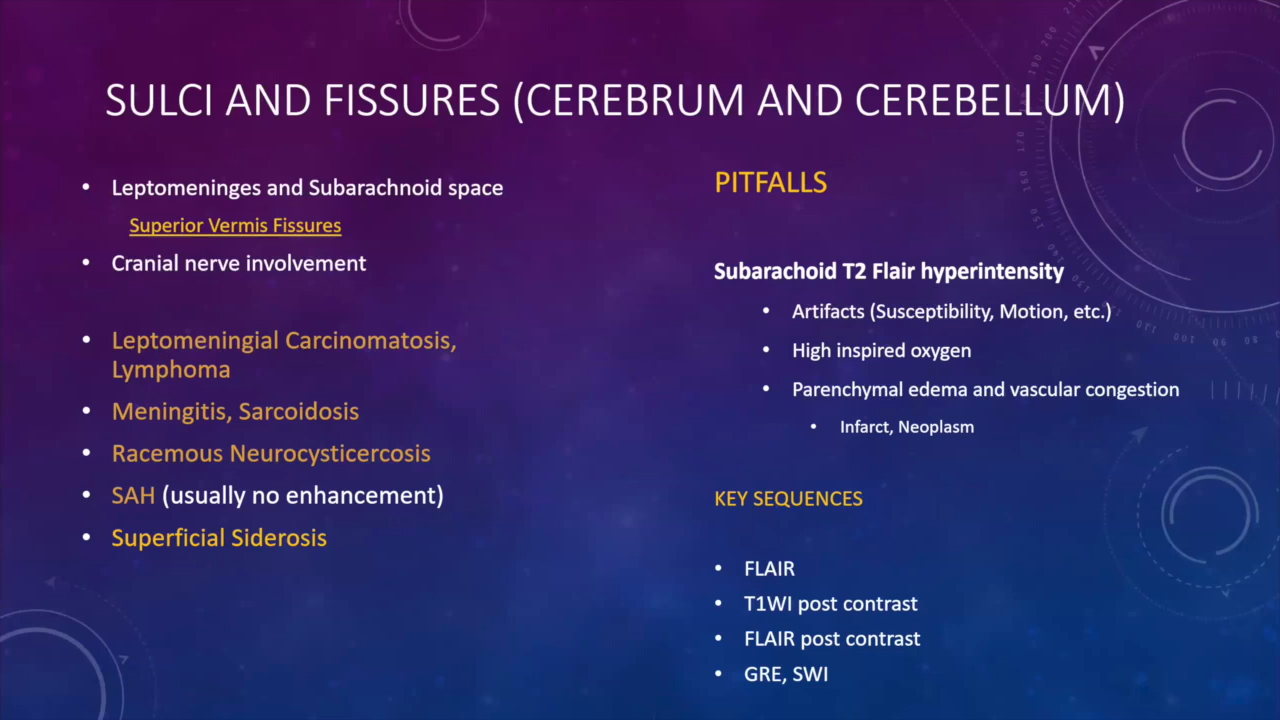 SULCI AND FISSURES (CEREBRUM AND CEREBELLUM)
• Leptomeninges and Subarachnoid space
Superior Vermis Fissures
• Cranial nerve involvement
• Leptomeningial Carcinomatosis,
Lymphoma
• Meningitis, Sarcoidosis
• Racemous Neurocysticercosis
• SAH (usually no enhancement)
• Superficial Siderosis
PITFALLS
Subarachoid T2 Flair hyperintensity
• Artifacts (Susceptibility, Motion, etc.)
• High inspired oxygen
• Parenchymal edema and vascular congestion
• Infarct, Neoplasm
KEY SEQUENCES
• FLAIR
• T1WI post contrast
• FLAIR post contrast
• GRE, SWI